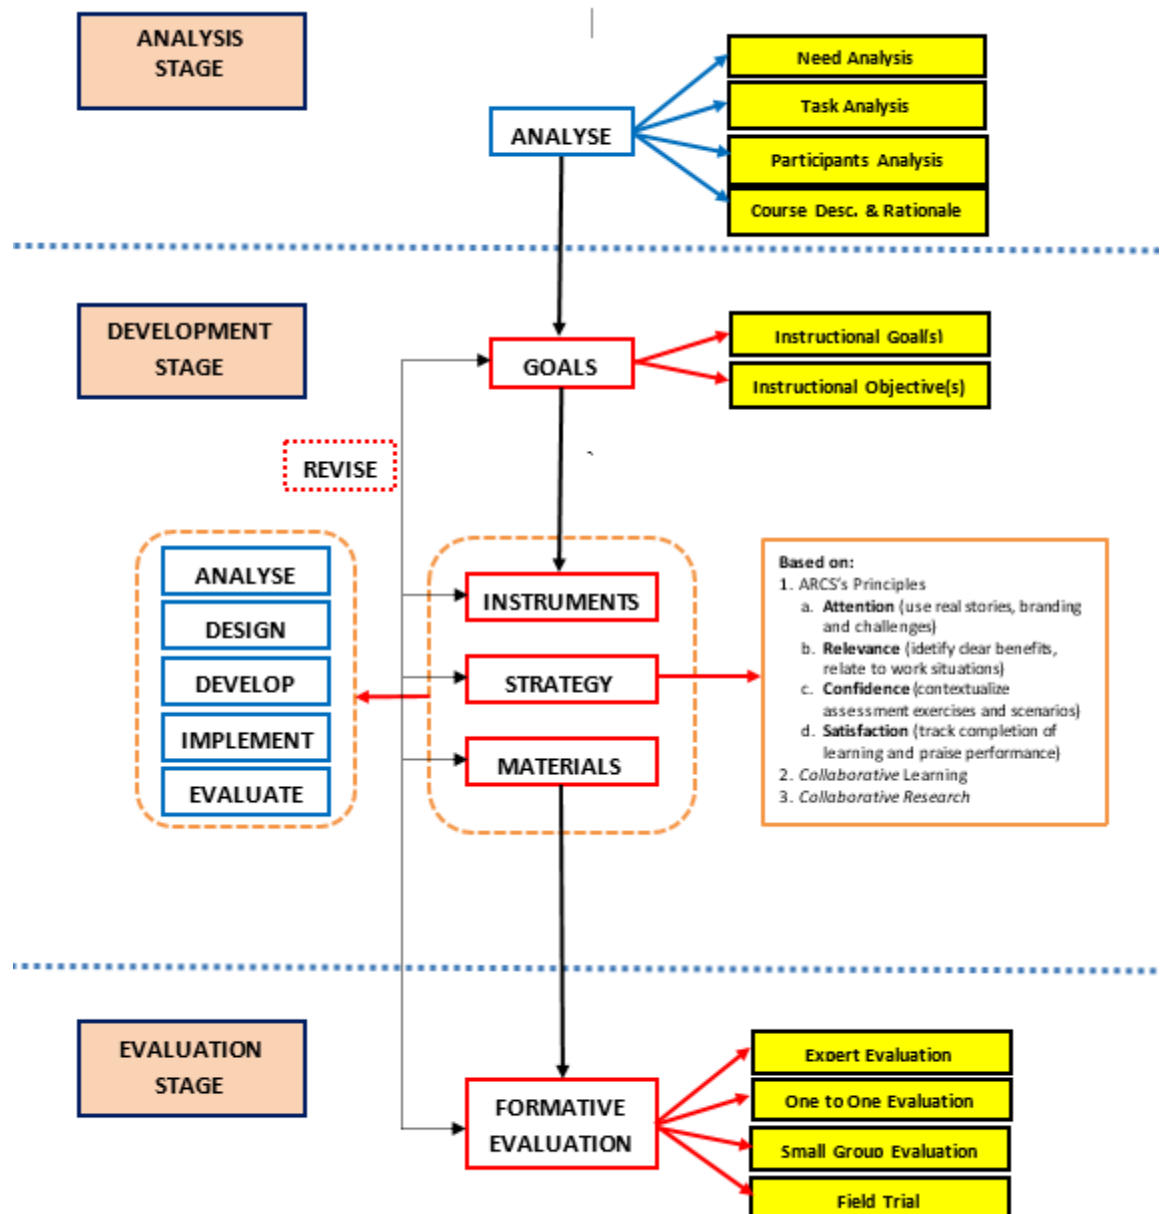 ANALYSIS
STAGE
ANALYSE
Need Analysis
Task Analysis
Participants Analysis
Course Desc. & Rationale
DEVELOPMENT
STAGE
GOALS
Instructional Goal(s)
Instructional Objective(s)
REVISE
ANALYSE
DESIGN
DEVELOP
IMPLEMENT
EVALUATE
INSTRUMENTS
STRATEGY
MATERIALS
Based on:
1. ARCS's Principles
a. Attention (use real stories, branding
and challenges)
b. Relevance (idetify clear benefits,
relate to work situations)
c. Confidence (contextualize
assessment exercises and scenarios)
d. Satisfaction (track completion of
learning and praise performance)
2. Collaborative Learning
3. Collaborative Research
EVALUATION
STAGE
FORMATIVE
EVALUATION
Expert Evaluation
One to One Evaluation
Small Group Evaluation
Field Trial